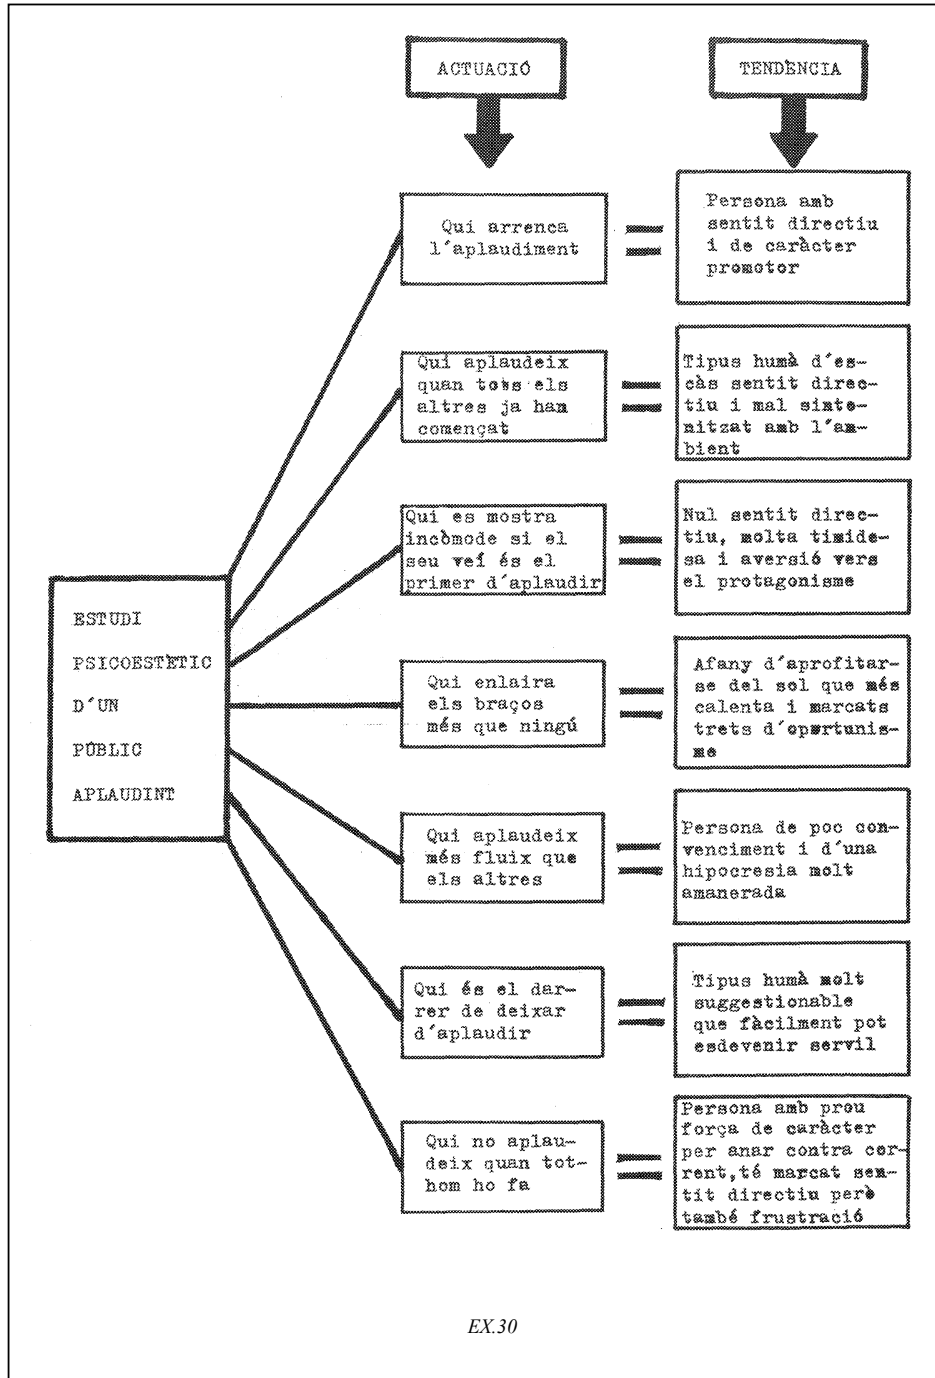 ACTUACIÓ
TENDÈNCIA
Qui arrenca
l'aplaudiment
Persona amb
sentit directiu
i de caràcter
promotor
Qui aplaudeix
quan tots els
altres ja han
començat
Tipus humà d'es-
càs sentit direc-
tiu i mal sinto-
nitzat amb l'am-
bient
Qui es mostra
incòmode si el
seu veí és el
primer d'aplaudir
Nul sentit direc-
tiu, molta timide-
sa i aversió vers
el protagonisme
ESTUDI
PSICOESTÈTIC
D'UN
PÚBLIC
APLAUDINT
Qui enlaira
els braços
més que ningú
Afany d'aprofitar-
se del sol que més
calenta i marcats
trets d'oportunis-
me
Qui aplaudeix
més fluix que
els altres
Persona de poc con-
venciment i d'una
hipocresia molt
amanerada
Qui és el dar-
rer de deixar
d'aplaudir
Tipus humà molt
suggestionable
que fàcilment pot
esdevenir servil
Qui no aplau-
deix quan tot-
hom ho fa
Persona amb prou
força de caràcter
per anar contra cor-
rent,té marcat sen-
tit directiu però
també frustració
EX.30